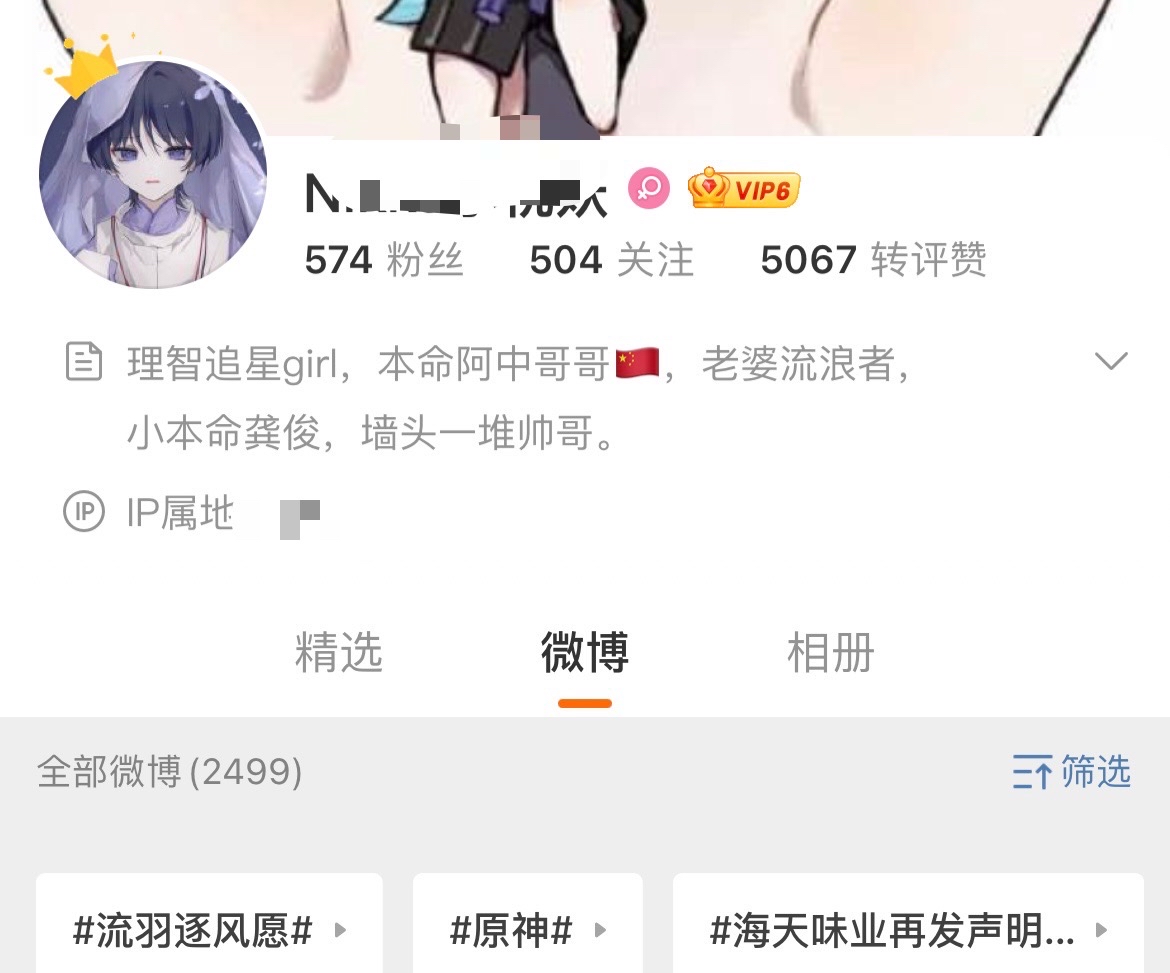 VIP6
574 粉丝 504 关注 5067 转评赞
理智追星girl，本命阿中哥哥🇨🇳，老婆流浪者，
小本命龚俊，墙头一堆帅哥。
IP IP属地
精选 微博 相册
全部微博(2499) 筛选
#流羽逐风愿# #原神# #海天味业再发声明...